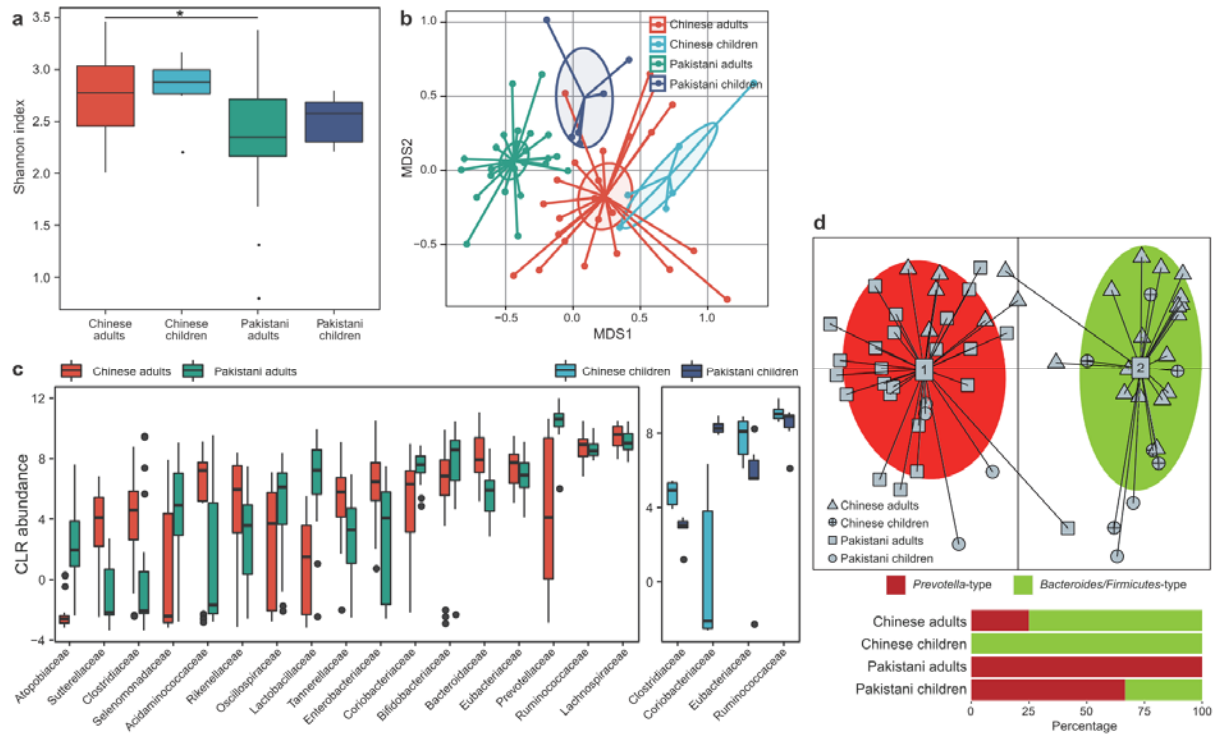 a
*
3.5
3.0
2.5
2.0
1.5
1.0
Shannon index
Chinese adults
Chinese children
Pakistani adults
Pakistani children
b
1.0
0.5
0.0
−0.5
MDS2
−0.5
0.0
0.5
1.0
MDS1
Chinese adults
Chinese children
Pakistani adults
Pakistani children
c
Chinese adults
Pakistani adults
Chinese children
Pakistani children
12
8
4
0
−4
CLR abundance
Atopobiaceae
Sutterellaceae
Clostridiaceae
Selenomonadaceae
Acidaminococcaceae
Rikenellaceae
Oscillospiraceae
Lactobacillaceae
Tannerellaceae
Enterobacteriaceae
Coriobacteriaceae
Bifidobacteriaceae
Bacteroidaceae
Eubacteriaceae
Prevotellaceae
Ruminococcaceae
Lachnospiraceae
8
4
0
Clostridiaceae
Coriobacteriaceae
Eubacteriaceae
Ruminococcaceae
d
1
2
Chinese adults
Chinese children
Pakistani adults
Pakistani children
Prevotella-type
Bacteroides/Firmicutes-type
Chinese adults
Chinese children
Pakistani adults
Pakistani children
0
25
50
75
100
Percentage